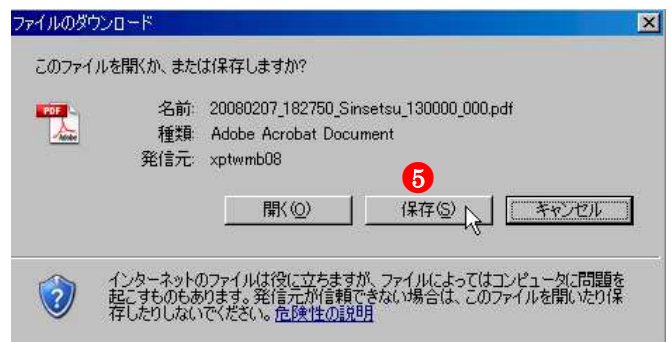 ファイルのダウンロード
このファイルを開くか、または保存しますか?
PDF
Adobe
名前: 20080207_182750_Sinsetsu_130000_000.pdf
種類: Adobe Acrobat Document
発信元: xptwmb08
5
開く(O) 保存(S) キャンセル
インターネットのファイルは役に立ちますが、ファイルによってはコンピュータに問題を
起こすものもあります。発信元が信頼できない場合は、このファイルを開いたり保
存したりしないでください。危険性の説明